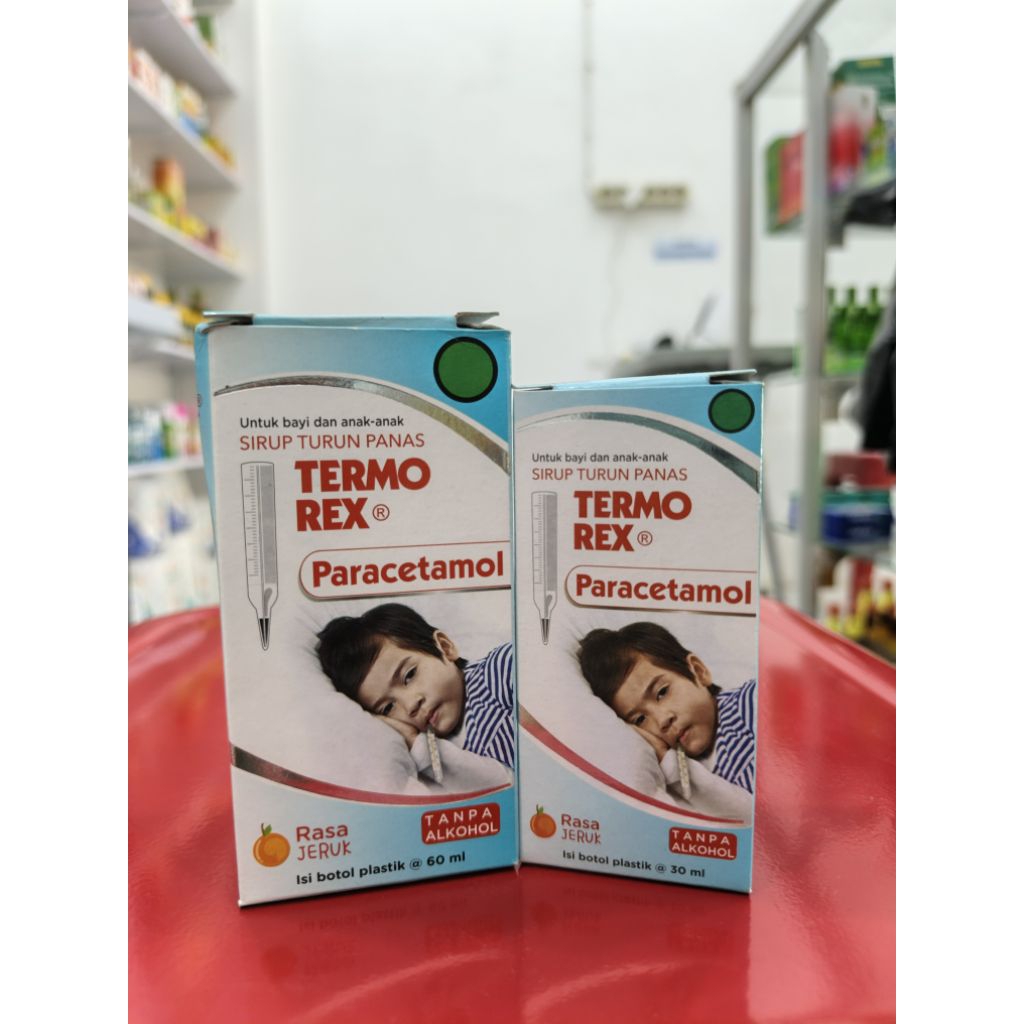 Untuk bayi dan anak-anak
SIRUP TURUN PANAS
TERMO
REX®
Paracetamol
Rasa
JERUK
TANPA
ALKOHOL
Isi botol plastik @ 60 ml
Untuk bayi dan anak-anak
SIRUP TURUN PANAS
TERMO
REX®
Paracetamol
Rasa
JERUK
TANPA
ALKOHOL
Isi botol plastik @ 30 ml